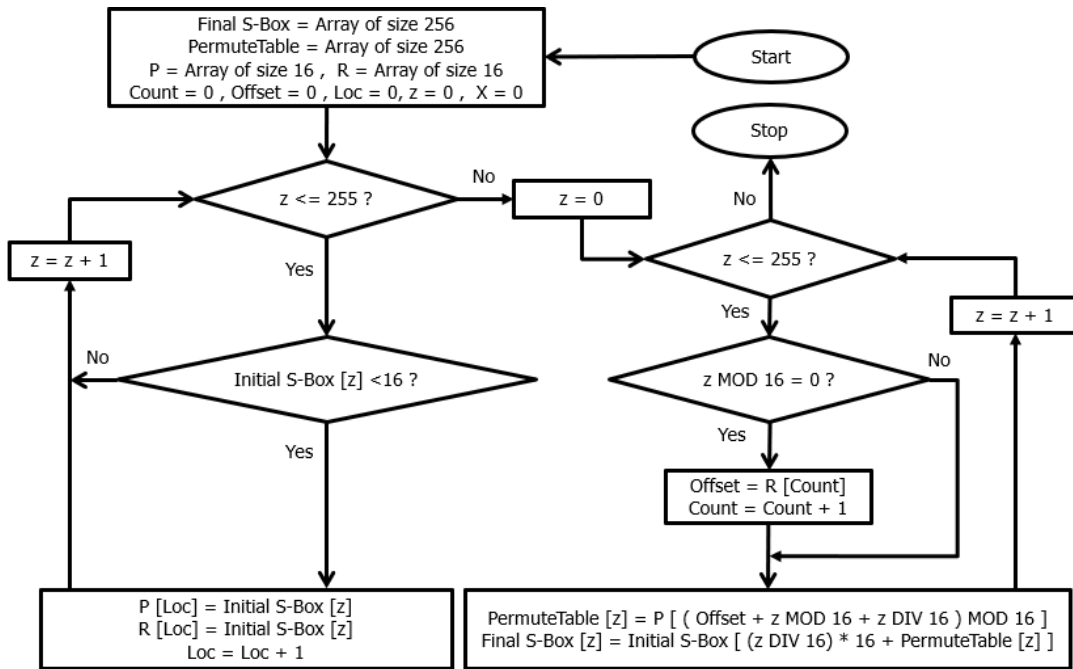 Final S-Box = Array of size 256
PermuteTable = Array of size 256
P = Array of size 16 , R = Array of size 16
Count = 0 , Offset = 0 , Loc = 0, z = 0 , X = 0
Start
Stop
z <= 255 ?
No
z = 0
No
z = z + 1
Yes
z <= 255 ?
Yes
z = z + 1
No
Initial S-Box [z] <16 ?
z MOD 16 = 0 ?
No
Yes
Yes
Offset = R [Count]
Count = Count + 1
P [Loc] = Initial S-Box [z]
R [Loc] = Initial S-Box [z]
Loc = Loc + 1
PermuteTable [z] = P [ ( Offset + z MOD 16 + z DIV 16 ) MOD 16 ]
Final S-Box [z] = Initial S-Box [ (z DIV 16) * 16 + PermuteTable [z] ]